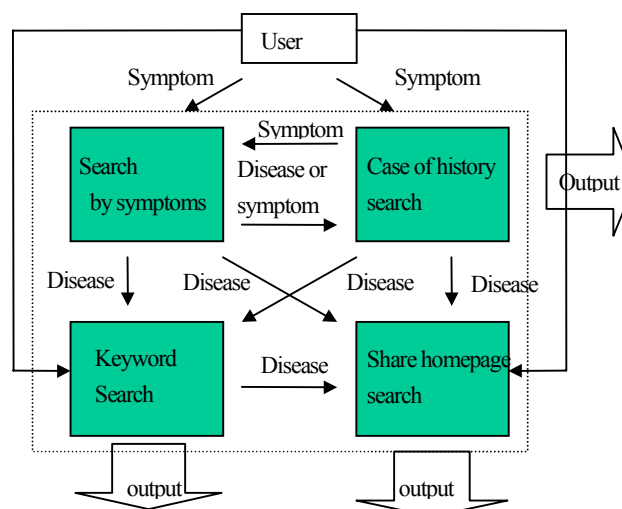 User
Symptom
Symptom
Symptom
Search
by symptoms
Disease or
symptom
Case of history
search
Output
Disease
Disease
Disease
Disease
Keyword
Search
Disease
Share homepage
search
output
output